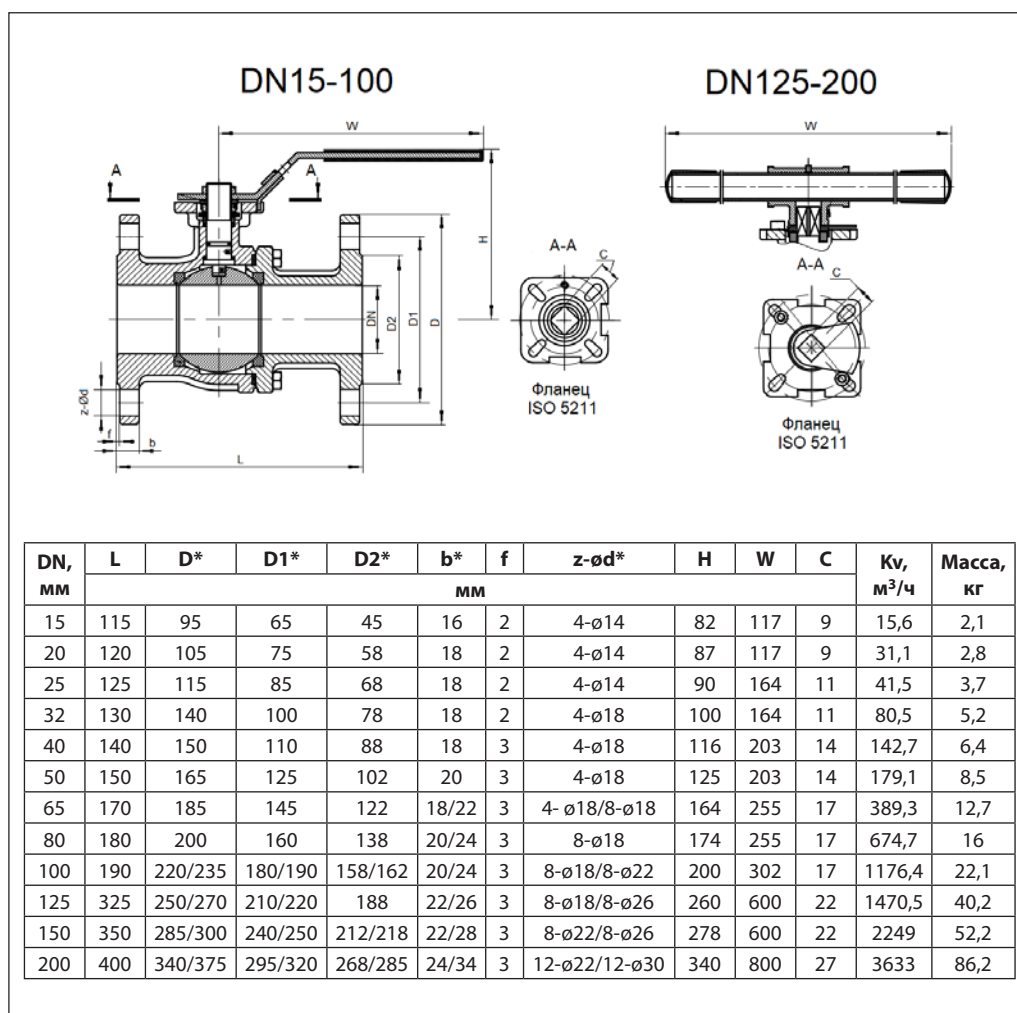 DN15-100
DN125-200
W
W
A
A
H
A-A
C
A-A
C
DN
D2
D1
D
z-Ød
f
b
L
Фланец
ISO 5211
Фланец
ISO 5211
DN, мм L D* D1* D2* b* f z-ød* H W C Kv, м³/ч Масса, кг
мм
15 115 95 65 45 16 2 4-ø14 82 117 9 15,6 2,1
20 120 105 75 58 18 2 4-ø14 87 117 9 31,1 2,8
25 125 115 85 68 18 2 4-ø14 90 164 11 41,5 3,7
32 130 140 100 78 18 2 4-ø18 100 164 11 80,5 5,2
40 140 150 110 88 18 3 4-ø18 116 203 14 142,7 6,4
50 150 165 125 102 20 3 4-ø18 125 203 14 179,1 8,5
65 170 185 145 122 18/22 3 4- ø18/8-ø18 164 255 17 389,3 12,7
80 180 200 160 138 20/24 3 8-ø18 174 255 17 674,7 16
100 190 220/235 180/190 158/162 20/24 3 8-ø18/8-ø22 200 302 17 1176,4 22,1
125 325 250/270 210/220 188 22/26 3 8-ø18/8-ø26 260 600 22 1470,5 40,2
150 350 285/300 240/250 212/218 22/28 3 8-ø22/8-ø26 278 600 22 2249 52,2
200 400 340/375 295/320 268/285 24/34 3 12-ø22/12-ø30 340 800 27 3633 86,2